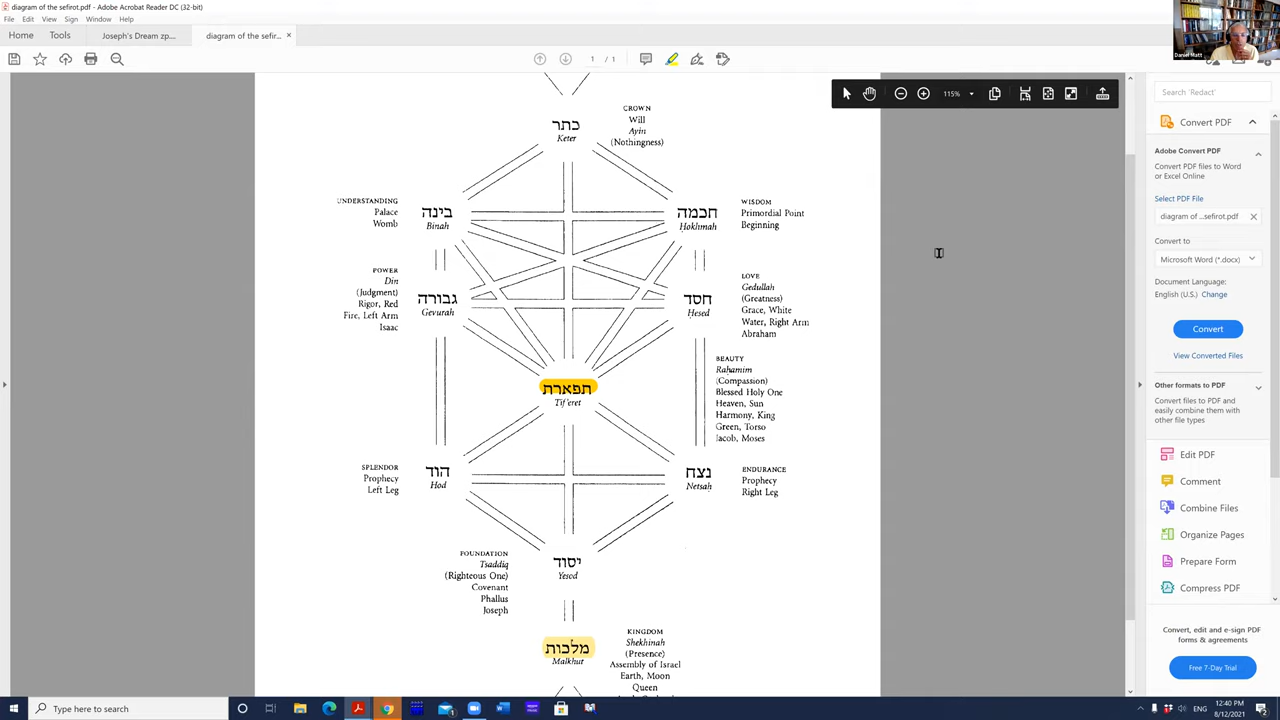 diagram of the sefirot.pdf - Adobe Acrobat Reader DC (32-bit)
File Edit View Sign Window Help
Home Tools Joseph's Dream zp... diagram of the sefir... ×
1 / 1
115%
Daniel Matt
Search 'Redact'
Convert PDF
Adobe Convert PDF
Convert PDF files to Word
or Excel Online
Select PDF File
diagram of ...sefirot.pdf
Convert to
Microsoft Word (*.docx)
Document Language:
English (U.S.) Change
Convert
View Converted Files
Other formats to PDF
Convert files to PDF and
easily combine them with
other file types
Edit PDF
Comment
Combine Files
Organize Pages
Prepare Form
Compress PDF
Convert, edit and e-sign PDF
forms & agreements
Free 7-Day Trial
כתר
Keter
CROWN
Will
Ayin
(Nothingness)
UNDERSTANDING
Palace
Womb
בינה
Binah
חכמה
Ḥokhmah
WISDOM
Primordial Point
Beginning
POWER
Din
(Judgment)
Rigor, Red
Fire, Left Arm
Isaac
גבורה
Gevurah
חסד
Ḥesed
LOVE
Gedullah
(Greatness)
Grace, White
Water, Right Arm
Abraham
תפארת
Tif'eret
BEAUTY
Raḥamim
(Compassion)
Blessed Holy One
Heaven, Sun
Harmony, King
Green, Torso
Jacob, Moses
SPLENDOR
Prophecy
Left Leg
הוד
Hod
נצח
Netsaḥ
ENDURANCE
Prophecy
Right Leg
FOUNDATION
Tsaddiq
(Righteous One)
Covenant
Phallus
Joseph
יסוד
Yesod
מלכות
Malkhut
KINGDOM
Shekhinah
(Presence)
Assembly of Israel
Earth, Moon
Queen
Type here to search
ENG
12:40 PM
8/12/2021